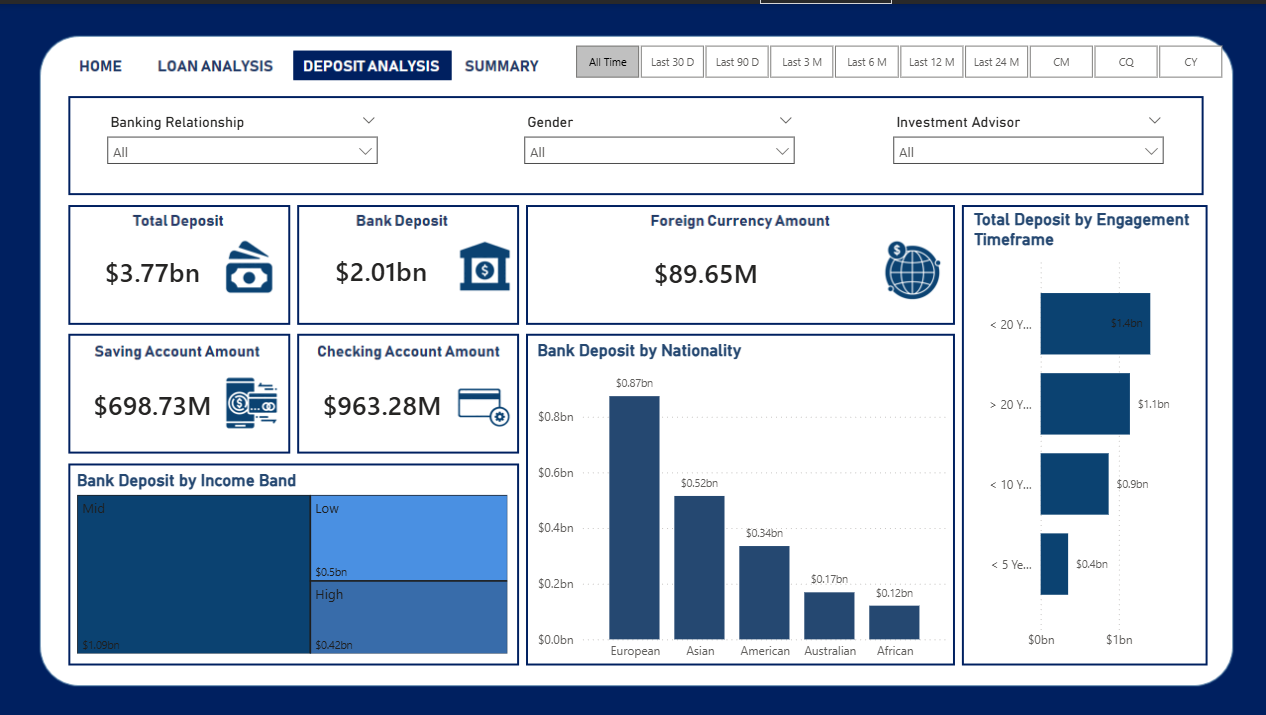 HOME LOAN ANALYSIS DEPOSIT ANALYSIS SUMMARY
All Time Last 30 D Last 90 D Last 3 M Last 6 M Last 12 M Last 24 M CM CQ CY
Banking Relationship
All
Gender
All
Investment Advisor
All
Total Deposit
$3.77bn
Bank Deposit
$2.01bn
Foreign Currency Amount
$89.65M
Saving Account Amount
$698.73M
Checking Account Amount
$963.28M
Bank Deposit by Income Band
Mid
$1.09bn
Low
$0.5bn
High
$0.42bn
Bank Deposit by Nationality
$0.8bn
$0.6bn
$0.4bn
$0.2bn
$0.0bn
$0.87bn
$0.52bn
$0.34bn
$0.17bn
$0.12bn
European Asian American Australian African
Total Deposit by Engagement
Timeframe
< 20 Y... $1.4bn
> 20 Y... $1.1bn
< 10 Y... $0.9bn
< 5 Ye... $0.4bn
$0bn $1bn